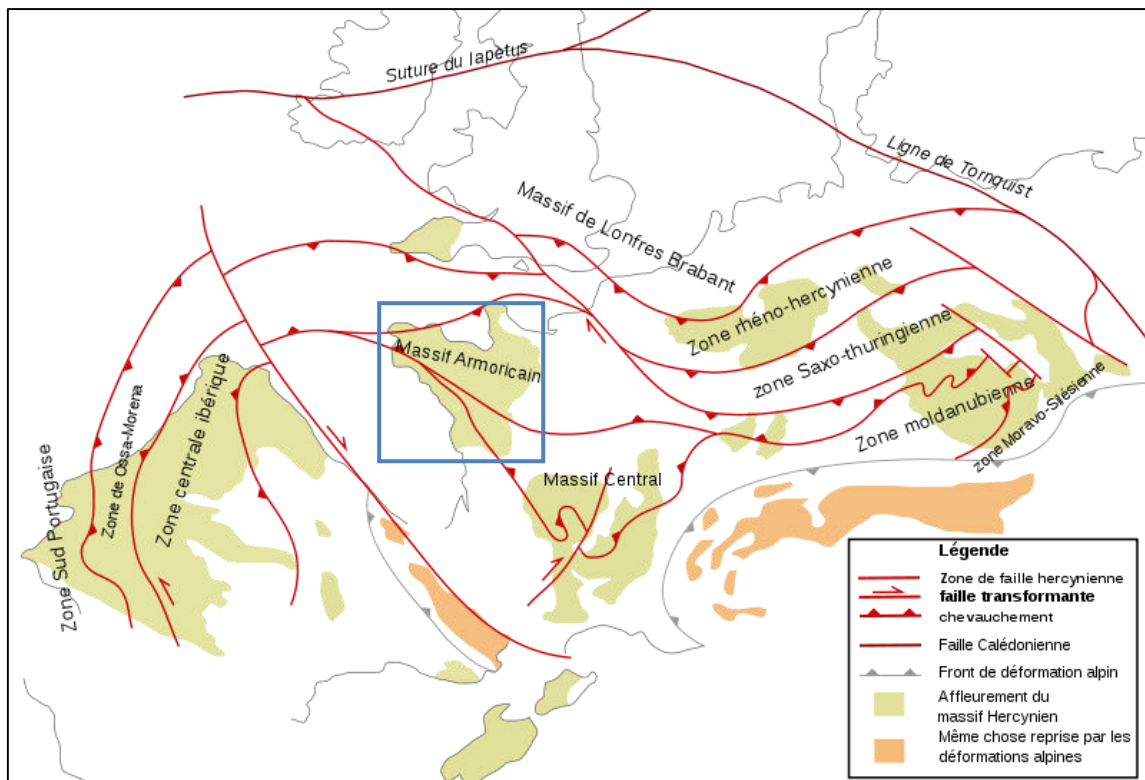 Suture du Iapetus
Ligne de Tornquist
Massif de Lonfres Brabant
Zone rhéno-hercynienne
zone Saxo-thuringienne
Massif Armoricain
Zone moldanubienne
zone Moravo-Silésienne
Zone centrale ibérique
Zone de Ossa-Morena
Zone Sud Portugaise
Massif Central
Légende
Zone de faille hercynienne
faille transformante
chevauchement
Faille Calédonienne
Front de déformation alpin
Affleurement du
massif Hercynien
Même chose reprise par les
déformations alpines